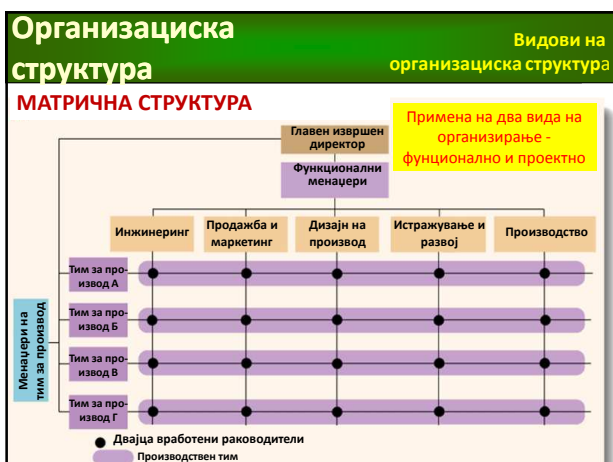 Организациска
структура
Видови на
организациска структура
МАТРИЧНА СТРУКТУРА
Примена на два вида на
организирање -
фунционално и проектно
Главен извршен
директор
Функционални
менаџери
Инжинеринг
Продажба и
маркетинг
Дизајн на
производ
Истражување и
развој
Производство
Менаџери на
тим за производ
Тим за про-
извод А
Тим за про-
извод Б
Тим за про-
извод В
Тим за про-
извод Г
Двајца вработени раководители
Производствен тим